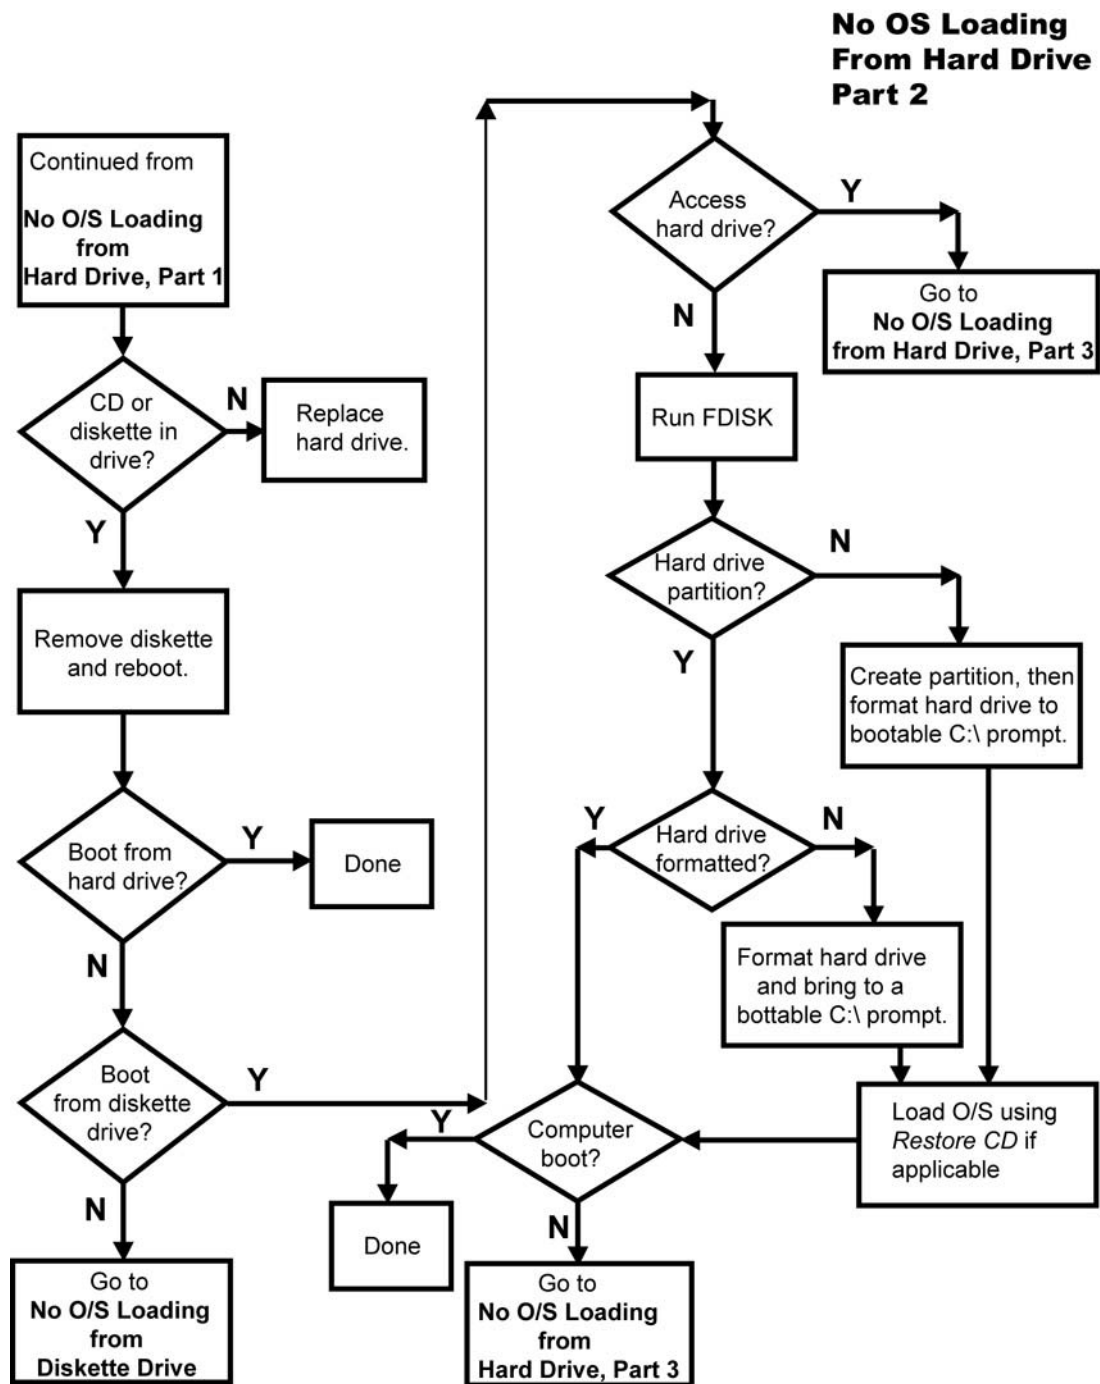 No OS Loading
From Hard Drive
Part 2
Continued from
No O/S Loading
from
Hard Drive, Part 1
CD or
diskette in
drive?
N
Replace
hard drive.
Y
Remove diskette
and reboot.
Boot from
hard drive?
Y
Done
N
Boot
from diskette
drive?
Y
N
Go to
No O/S Loading
from
Diskette Drive
Access
hard drive?
Y
Go to
No O/S Loading
from Hard Drive, Part 3
N
Run FDISK
Hard drive
partition?
N
Create partition, then
format hard drive to
bootable C:\ prompt.
Y
Hard drive
formatted?
Y
N
Format hard drive
and bring to a
bottable C:\ prompt.
Load O/S using
Restore CD if
applicable
Computer
boot?
Y
Done
N
Go to
No O/S Loading
from
Hard Drive, Part 3